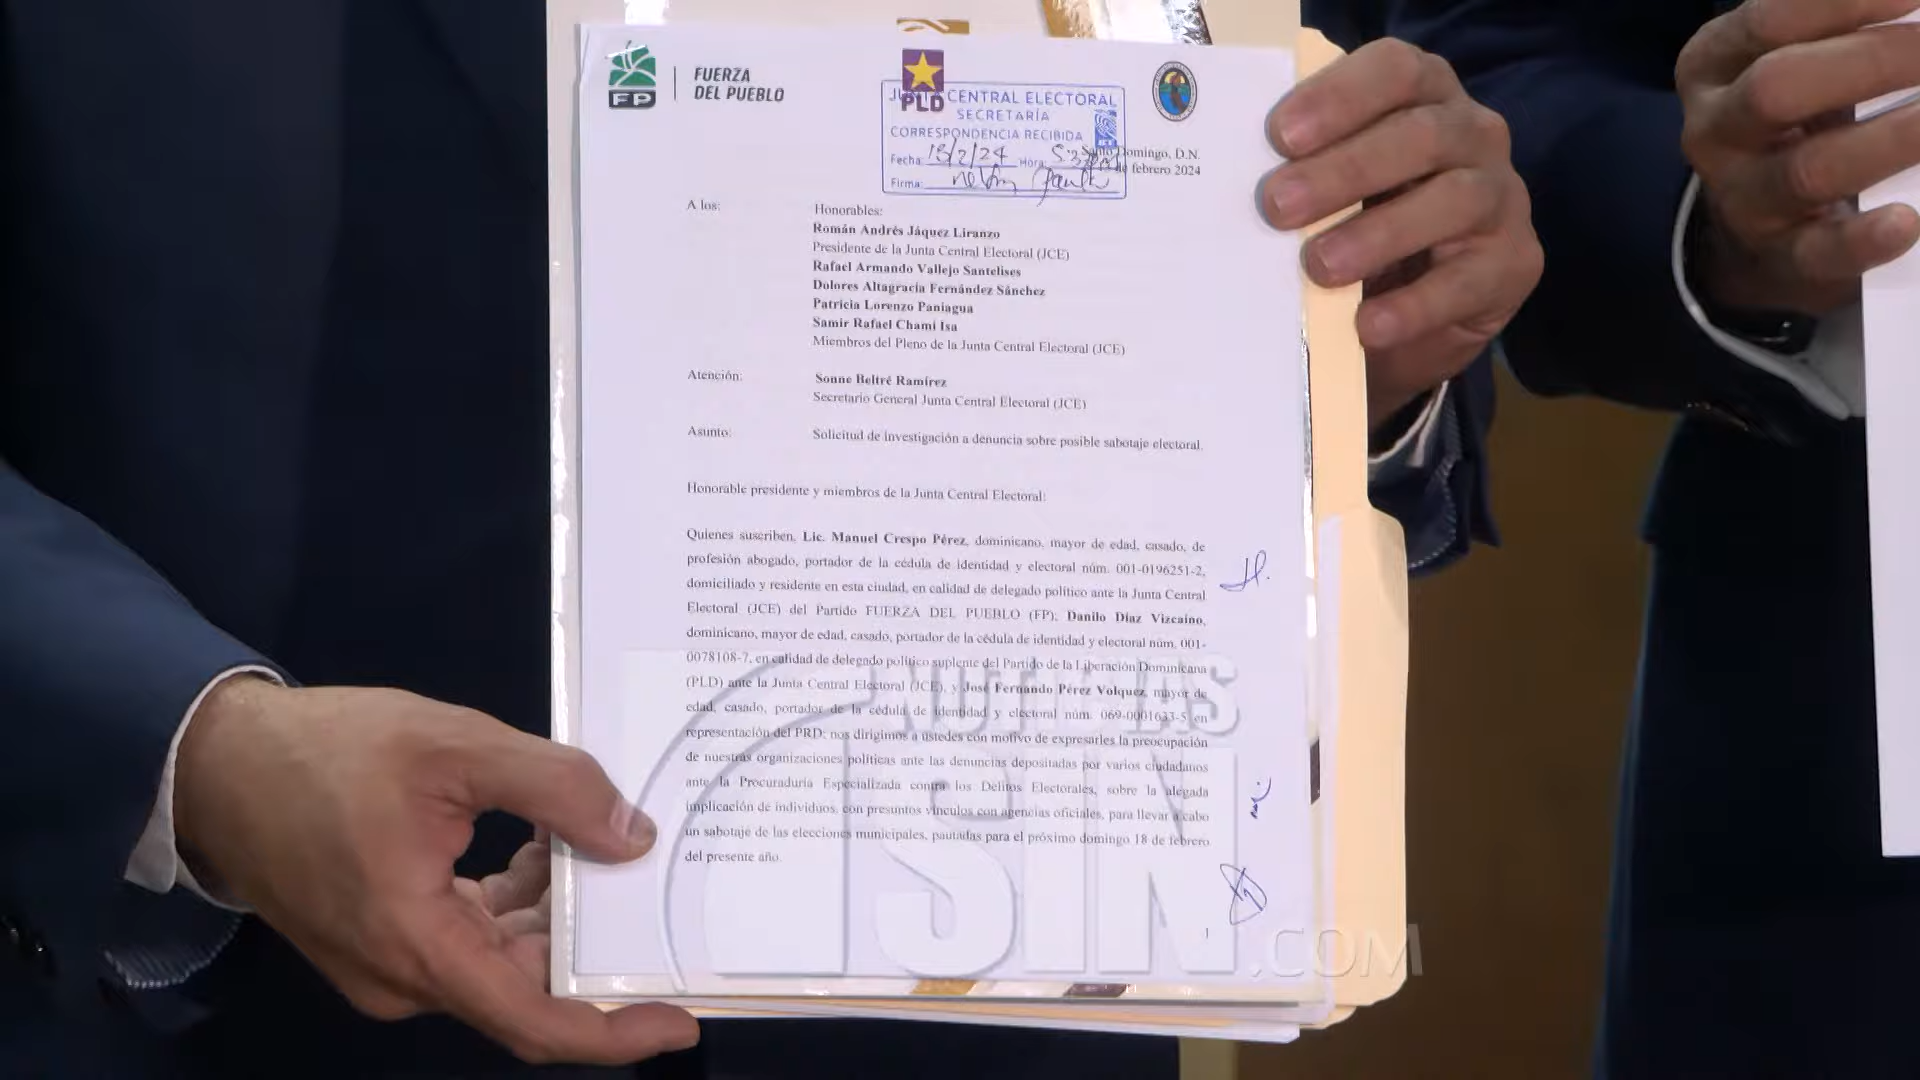 FP
FUERZA
DEL PUEBLO
PLD
JUNTA CENTRAL ELECTORAL
SECRETARÍA
CORRESPONDENCIA RECIBIDA
Fecha: 13/2/24 Hora:
Firma:
Santo Domingo, D.N.
de febrero 2024
A los:
Honorables:
Román Andrés Jáquez Liranzo
Presidente de la Junta Central Electoral (JCE)
Rafael Armando Vallejo Santelises
Dolores Altagracia Fernández Sánchez
Patricia Lorenzo Paniagua
Samir Rafael Chami Isa
Miembros del Pleno de la Junta Central Electoral (JCE)
Atención:
Sonne Beltré Ramírez
Secretario General Junta Central Electoral (JCE)
Asunto:
Solicitud de investigación a denuncia sobre posible sabotaje electoral.
Honorable presidente y miembros de la Junta Central Electoral:
Quienes suscriben, Lic. Manuel Crespo Pérez, dominicano, mayor de edad, casado, de
profesión abogado, portador de la cédula de identidad y electoral núm. 001-0196251-2,
domiciliado y residente en esta ciudad, en calidad de delegado político ante la Junta Central
Electoral (JCE) del Partido FUERZA DEL PUEBLO (FP); Danilo Díaz Vizcaíno,
dominicano, mayor de edad, casado, portador de la cédula de identidad y electoral núm. 001-
0078108-7, en calidad de delegado político suplente del Partido de la Liberación Dominicana
(PLD) ante la Junta Central Electoral (JCE), y José Fernando Pérez Volquez, mayor de
edad, casado, portador de la cédula de identidad y electoral núm. 069-0001633-5 en
representación del PRD; nos dirigimos a ustedes con motivo de expresarles la preocupación
de nuestras organizaciones políticas ante las denuncias depositadas por varios ciudadanos
ante la Procuraduría Especializada contra los Delitos Electorales, sobre la alegada
implicación de individuos, con presuntos vínculos con agencias oficiales, para llevar a cabo
un sabotaje de las elecciones municipales, pautadas para el próximo domingo 18 de febrero
del presente año.
1
NOTICIAS
SIN
.COM